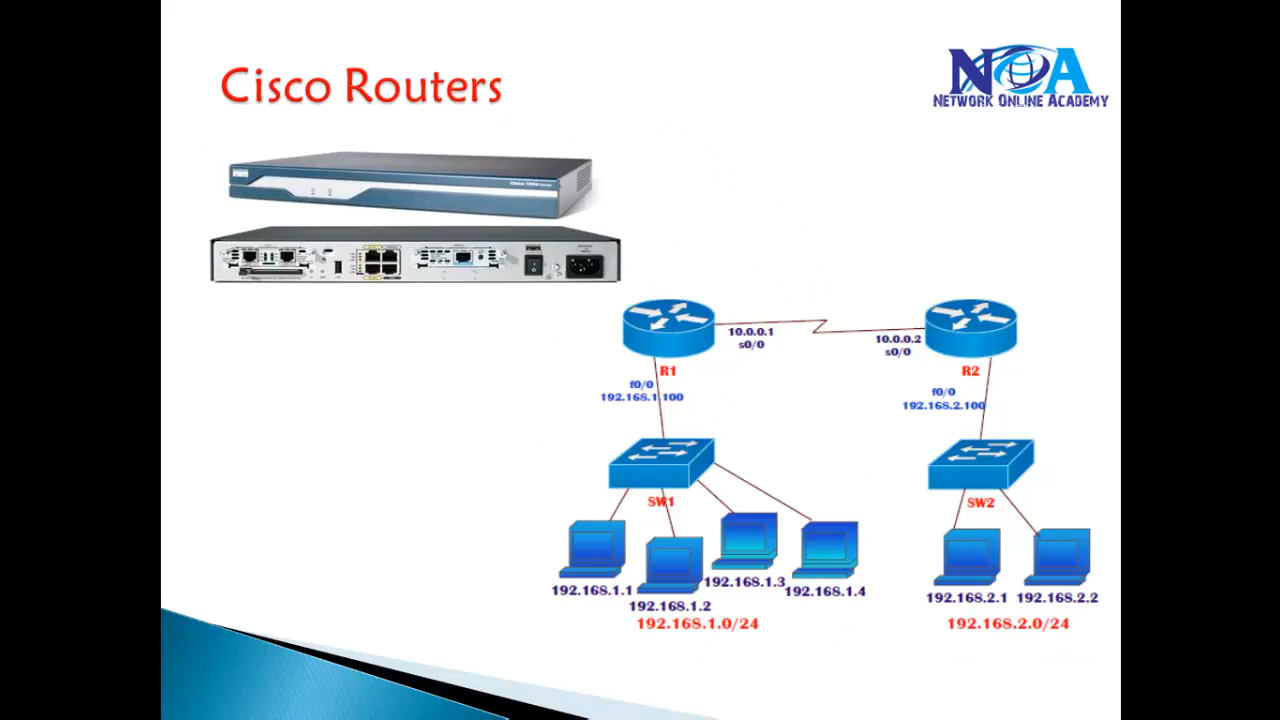 Cisco Routers
NOA
NETWORK ONLINE ACADEMY
10.0.0.1
s0/0
10.0.0.2
s0/0
R1
R2
f0/0
192.168.1.100
f0/0
192.168.2.100
SW1
SW2
192.168.1.1
192.168.1.2
192.168.1.3
192.168.1.4
192.168.2.1
192.168.2.2
192.168.1.0/24
192.168.2.0/24